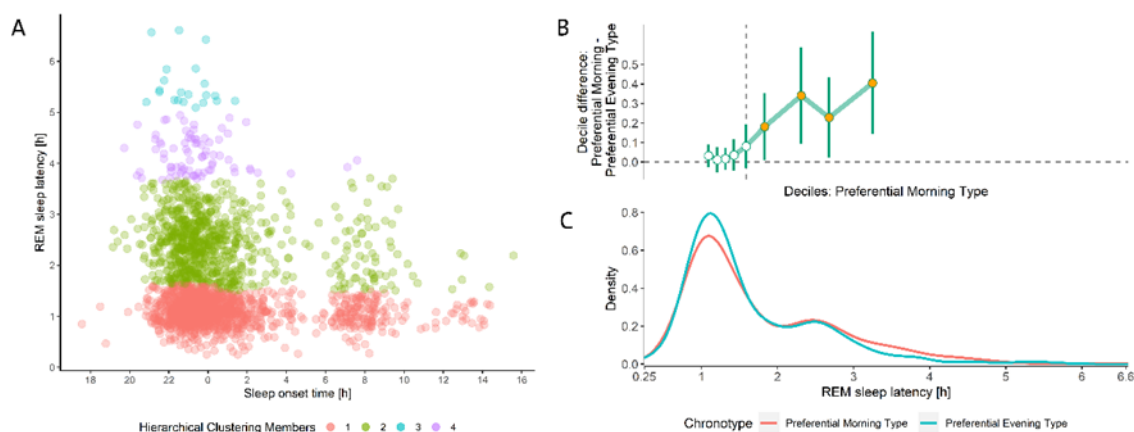 A
REM sleep latency [h]
6
5
4
3
2
1
0
18 20 22 0 2 4 6 8 10 12 14 16
Sleep onset time [h]
Hierarchical Clustering Members 1 2 3 4
B
Decile difference:
Preferential Morning -
Preferential Evening Type
0.5
0.4
0.3
0.2
0.1
0.0
Deciles: Preferential Morning Type
C
Density
0.8
0.6
0.4
0.2
0.0
0.25 1 2 3 4 5 6 6.6
REM sleep latency [h]
Chronotype Preferential Morning Type Preferential Evening Type